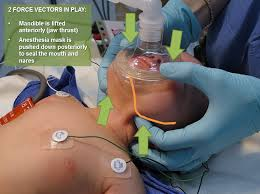 2 FORCE VECTORS IN PLAY:
• Mandible is lifted
anteriorly (jaw thrust)
• Anesthesia mask is
pushed down posteriorly
to seal the mouth and
nares